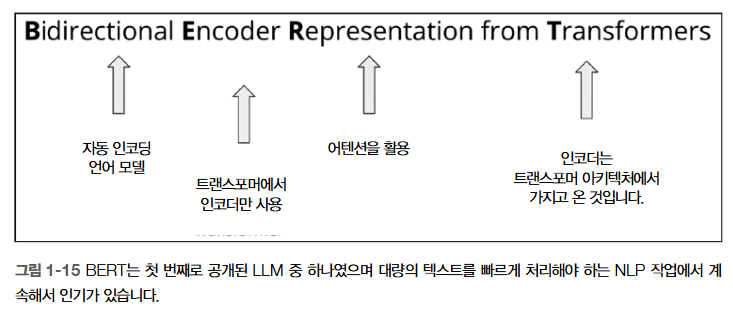 Bidirectional Encoder Representation from Transformers
자동 인코딩
언어 모델
트랜스포머에서
인코더만 사용
어텐션을 활용
인코더는
트랜스포머 아키텍처에서
가지고 온 것입니다.
그림 1-15 BERT는 첫 번째로 공개된 LLM 중 하나였으며 대량의 텍스트를 빠르게 처리해야 하는 NLP 작업에서 계
속해서 인기가 있습니다.